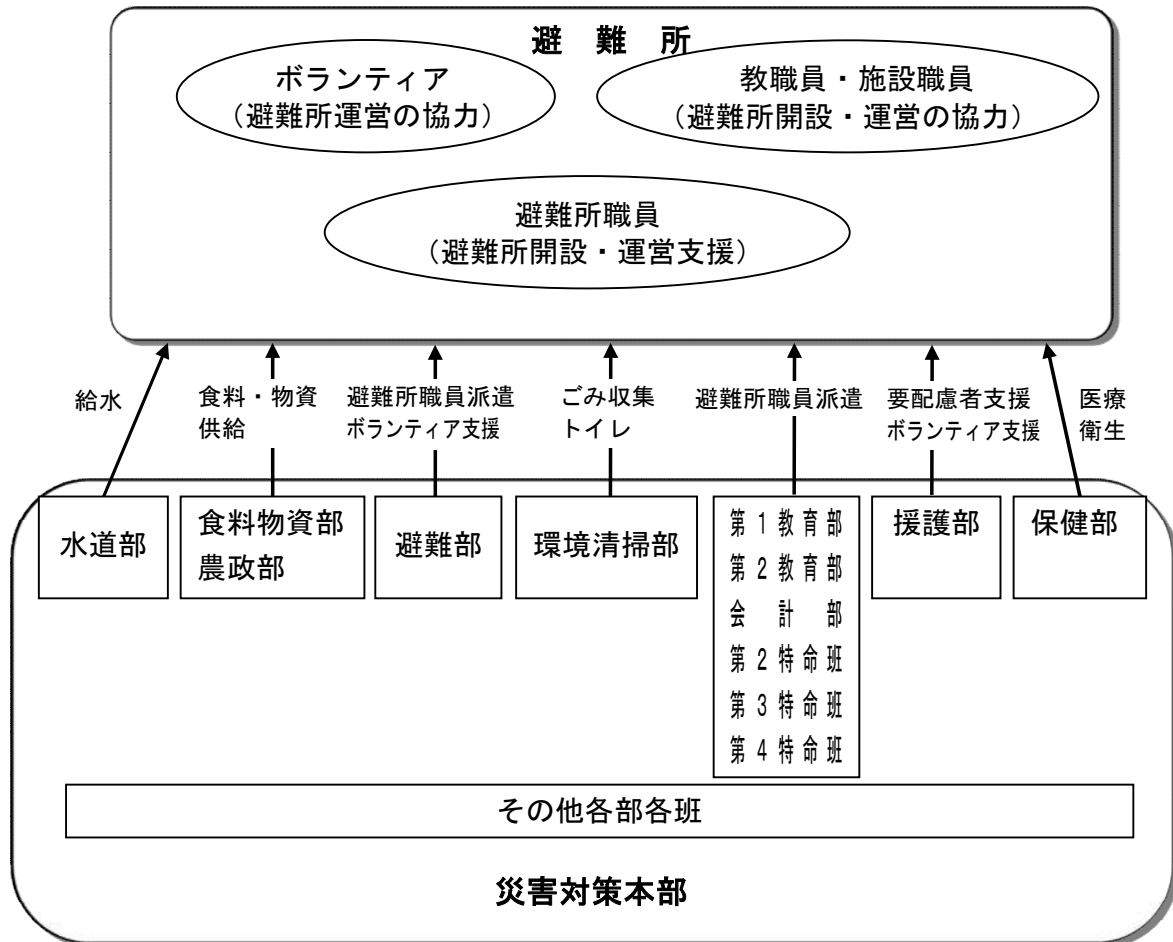 避 難 所
ボランティア
（避難所運営の協力）
教職員・施設職員
（避難所開設・運営の協力）
避難所職員
（避難所開設・運営支援）
給水
食料・物資
供給
避難所職員派遣
ボランティア支援
ごみ収集
トイレ
避難所職員派遣
要配慮者支援
ボランティア支援
医療
衛生
水道部
食料物資部
農政部
避難部
環境清掃部
第１教育部
第２教育部
会計部
第２特命班
第３特命班
第４特命班
援護部
保健部
その他各部各班
災害対策本部